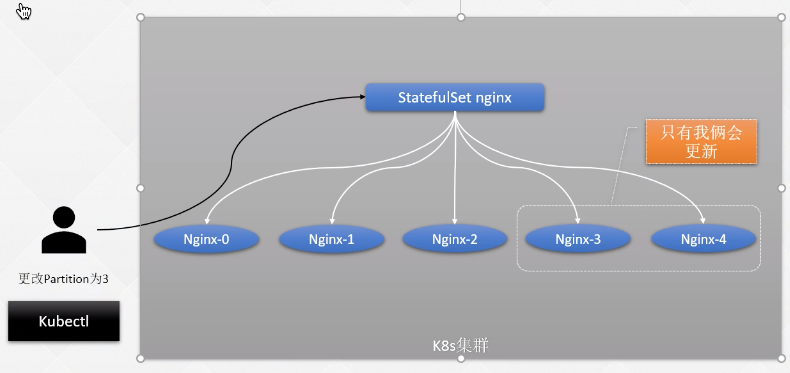 StatefulSet nginx
只有我俩会
更新
Nginx-0
Nginx-1
Nginx-2
Nginx-3
Nginx-4
更改Partition为3
Kubectl
K8s集群